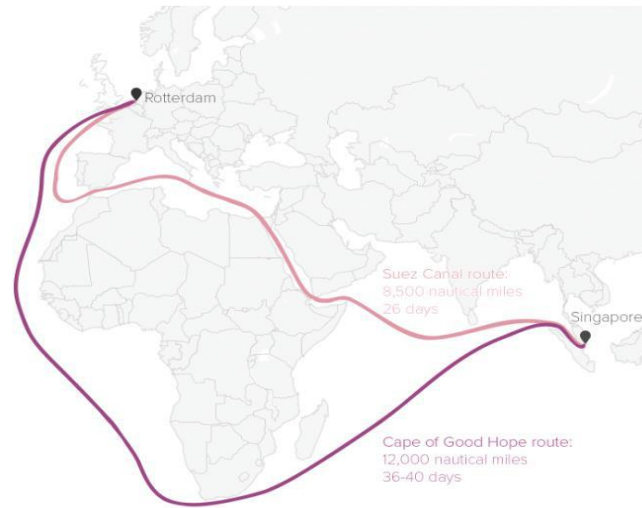 Rotterdam
Suez Canal route:
8,500 nautical miles
26 days
Singapore
Cape of Good Hope route:
12,000 nautical miles
36-40 days